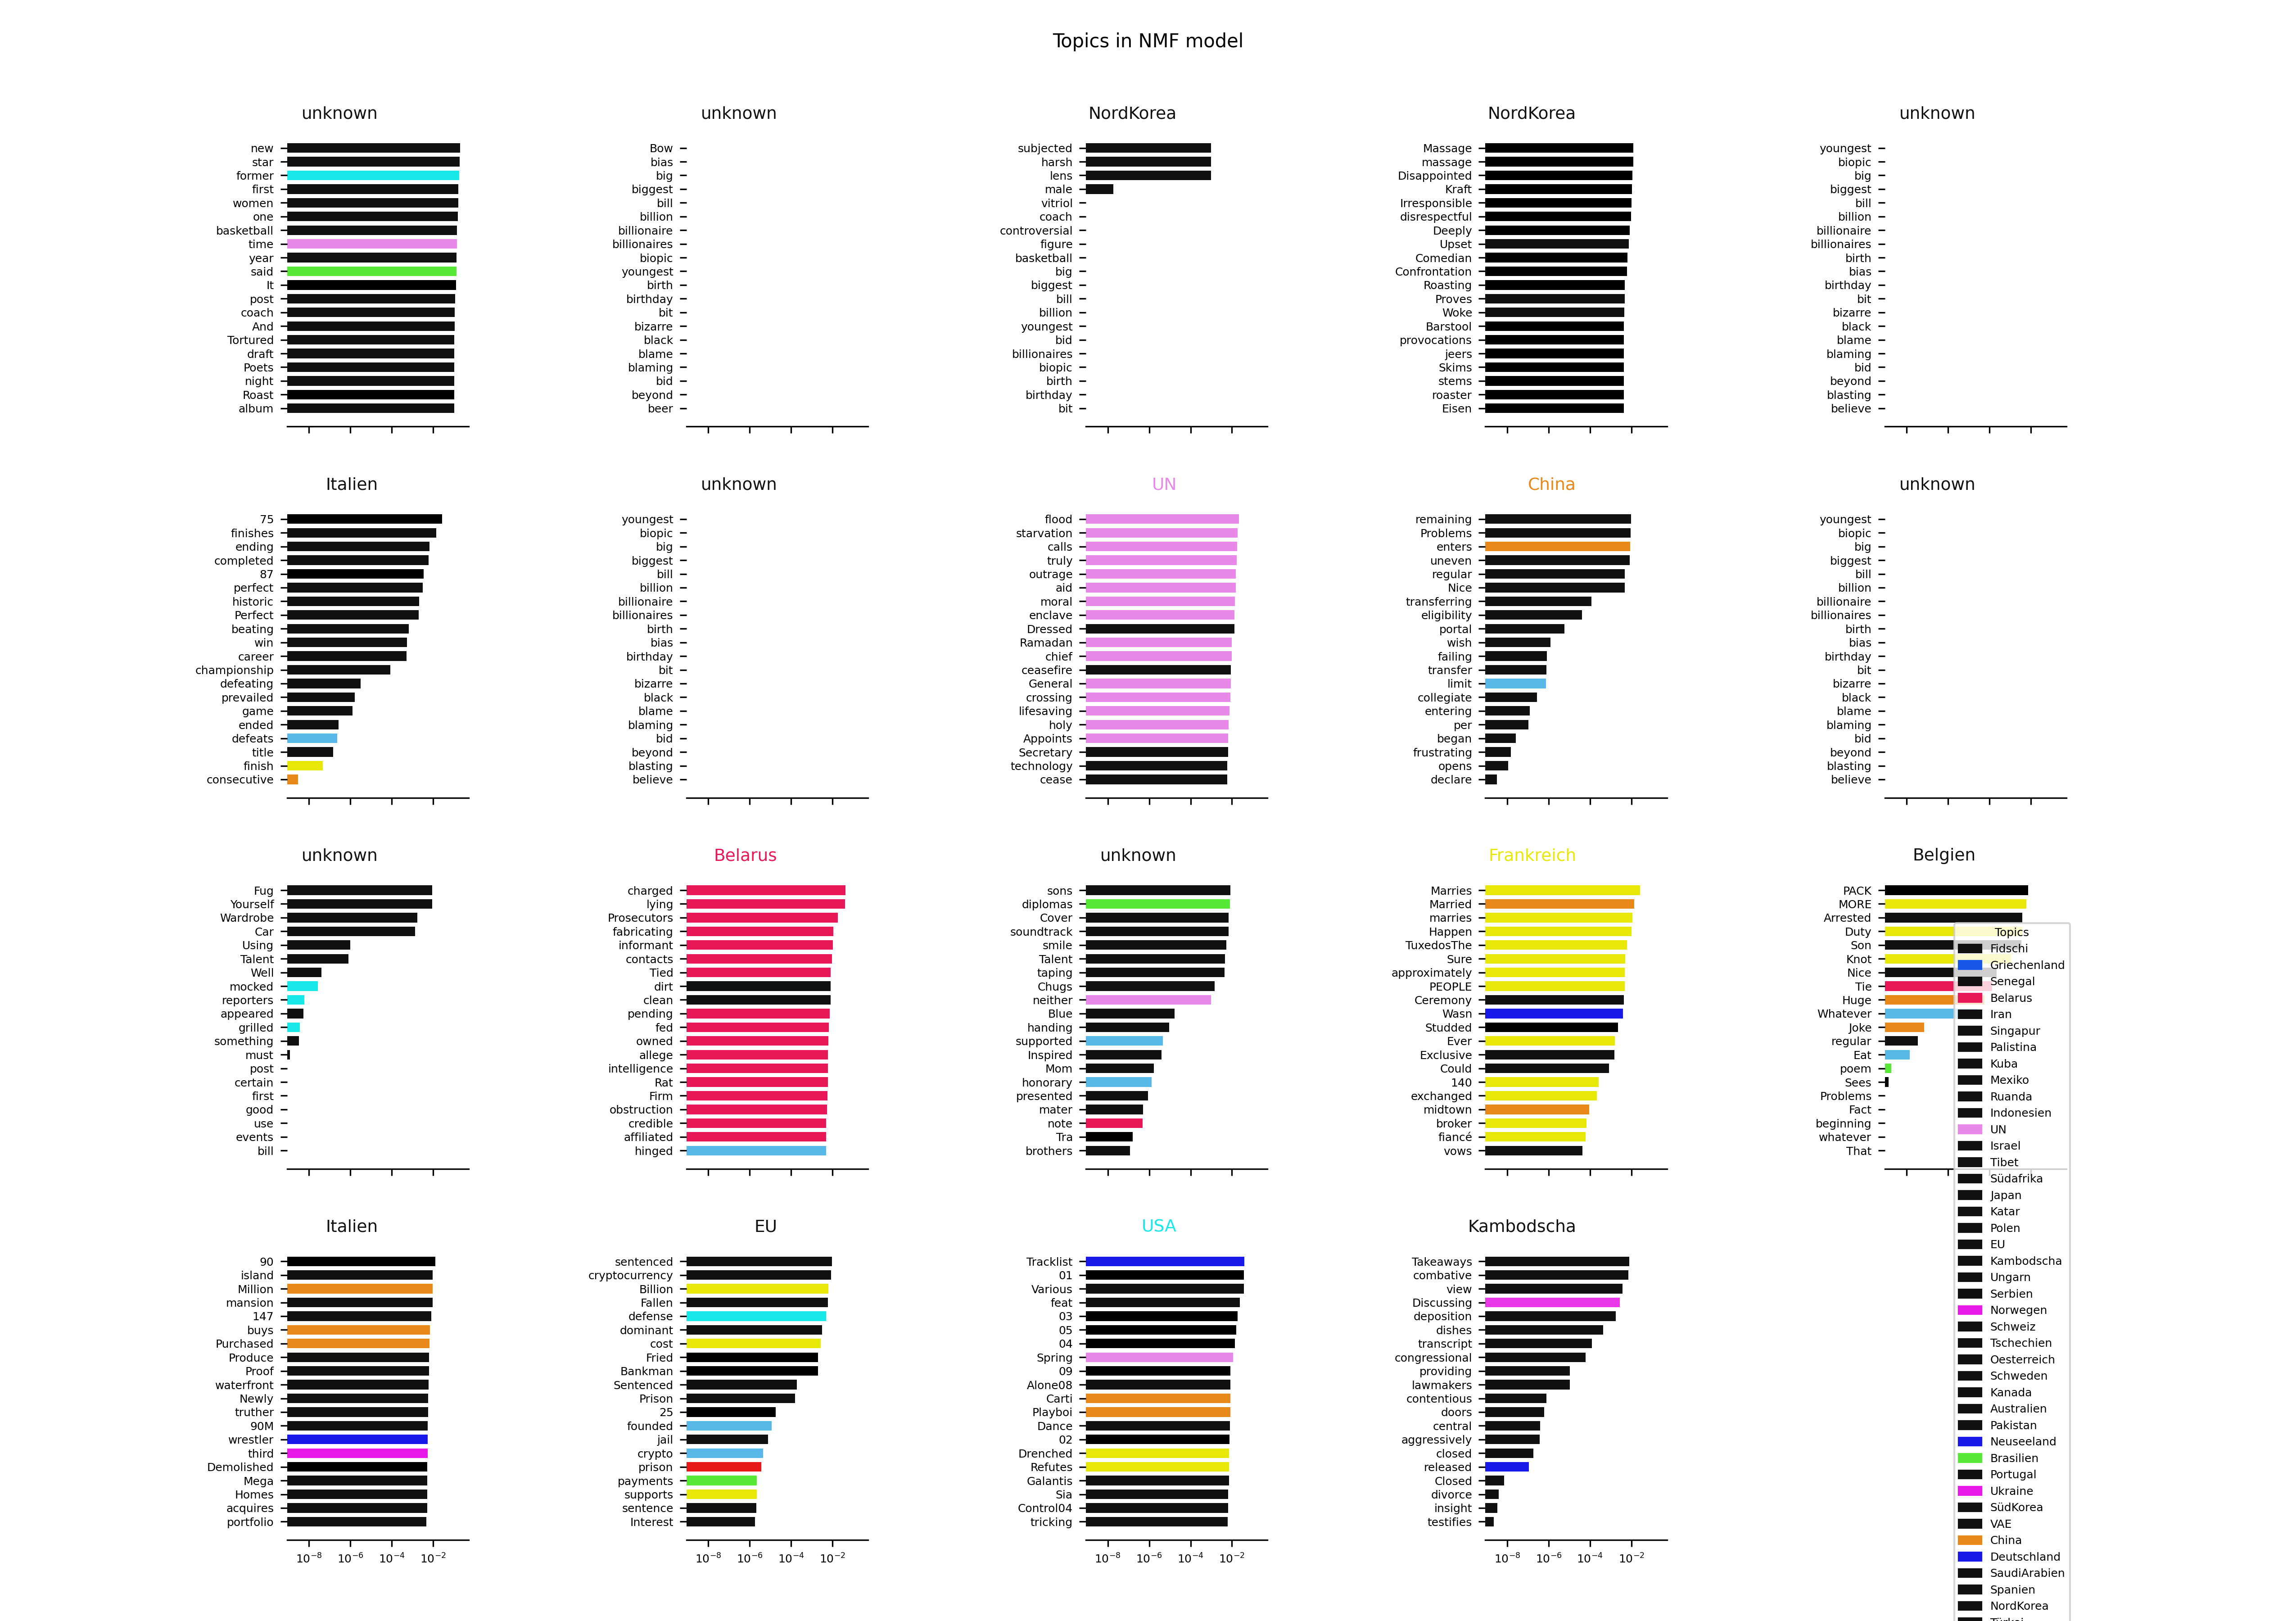 Topics in NMF model
unknown
new
star
former
first
women
one
basketball
time
year
said
It
post
coach
And
Tortured
draft
Poets
night
Roast
album
unknown
Bow
bias
big
biggest
bill
billion
billionaire
billionaires
biopic
youngest
birth
birthday
bit
bizarre
black
blame
blaming
bid
beyond
beer
NordKorea
subjected
harsh
lens
male
vitriol
coach
controversial
figure
basketball
big
biggest
bill
billion
youngest
bid
billionaires
biopic
birth
birthday
bit
NordKorea
Massage
massage
Disappointed
Kraft
Irresponsible
disrespectful
Deeply
Upset
Comedian
Confrontation
Roasting
Proves
Woke
Barstool
provocations
jeers
Skims
stems
roaster
Eisen
unknown
youngest
biopic
big
biggest
bill
billion
billionaire
billionaires
birth
bias
birthday
bit
bizarre
black
blame
blaming
bid
beyond
blasting
believe
Italien
75
finishes
ending
completed
87
perfect
historic
Perfect
beating
win
career
championship
defeating
prevailed
game
ended
defeats
title
finish
consecutive
unknown
youngest
biopic
big
biggest
bill
billion
billionaire
billionaires
birth
bias
birthday
bit
bizarre
black
blame
blaming
bid
beyond
blasting
believe
UN
flood
starvation
calls
truly
outrage
aid
moral
enclave
Dressed
Ramadan
chief
ceasefire
General
crossing
lifesaving
holy
Appoints
Secretary
technology
cease
China
remaining
Problems
enters
uneven
regular
Nice
transferring
eligibility
portal
wish
failing
transfer
limit
collegiate
entering
per
began
frustrating
opens
declare
unknown
youngest
biopic
big
biggest
bill
billion
billionaire
billionaires
birth
bias
birthday
bit
bizarre
black
blame
blaming
bid
beyond
blasting
believe
unknown
Fug
Yourself
Wardrobe
Car
Using
Talent
Well
mocked
reporters
appeared
grilled
something
must
post
certain
first
good
use
events
bill
Belarus
charged
lying
Prosecutors
fabricating
informant
contacts
Tied
dirt
clean
pending
fed
owned
allege
intelligence
Rat
Firm
obstruction
credible
affiliated
hinged
unknown
sons
diplomas
Cover
soundtrack
smile
Talent
taping
Chugs
neither
Blue
handing
supported
Inspired
Mom
honorary
presented
mater
note
Tra
brothers
Frankreich
Marries
Married
marries
Happen
TuxedosThe
Sure
approximately
PEOPLE
Ceremony
Wasn
Studded
Ever
Exclusive
Could
140
exchanged
midtown
broker
fiancé
vows
Belgien
PACK
MORE
Arrested
Duty
Son
Knot
Nice
Tie
Huge
Whatever
Joke
regular
Eat
poem
Sees
Problems
Fact
beginning
whatever
That
Italien
90
island
Million
mansion
147
buys
Purchased
Produce
Proof
waterfront
Newly
truther
90M
wrestler
third
Demolished
Mega
Homes
acquires
portfolio
10⁻⁸ 10⁻⁶ 10⁻⁴ 10⁻²
EU
sentenced
cryptocurrency
Billion
Fallen
defense
dominant
cost
Fried
Bankman
Sentenced
Prison
25
founded
jail
crypto
prison
payments
supports
sentence
Interest
10⁻⁸ 10⁻⁶ 10⁻⁴ 10⁻²
USA
Tracklist
01
Various
feat
03
05
04
Spring
09
Alone08
Carti
Playboi
Dance
02
Drenched
Refutes
Galantis
Sia
Control04
tricking
10⁻⁸ 10⁻⁶ 10⁻⁴ 10⁻²
Kambodscha
Takeaways
combative
view
Discussing
deposition
dishes
transcript
congressional
providing
lawmakers
contentious
doors
central
aggressively
closed
released
Closed
divorce
insight
testifies
10⁻⁸ 10⁻⁶ 10⁻⁴ 10⁻²
Topics
Fidschi
Griechenland
Senegal
Belarus
Iran
Singapur
Palistina
Kuba
Mexiko
Ruanda
Indonesien
UN
Israel
Tibet
Südafrika
Japan
Katar
Polen
EU
Kambodscha
Ungarn
Serbien
Norwegen
Schweiz
Tschechien
Oesterreich
Schweden
Kanada
Australien
Pakistan
Neuseeland
Brasilien
Portugal
Ukraine
SüdKorea
VAE
China
Deutschland
SaudiArabien
Spanien
NordKorea